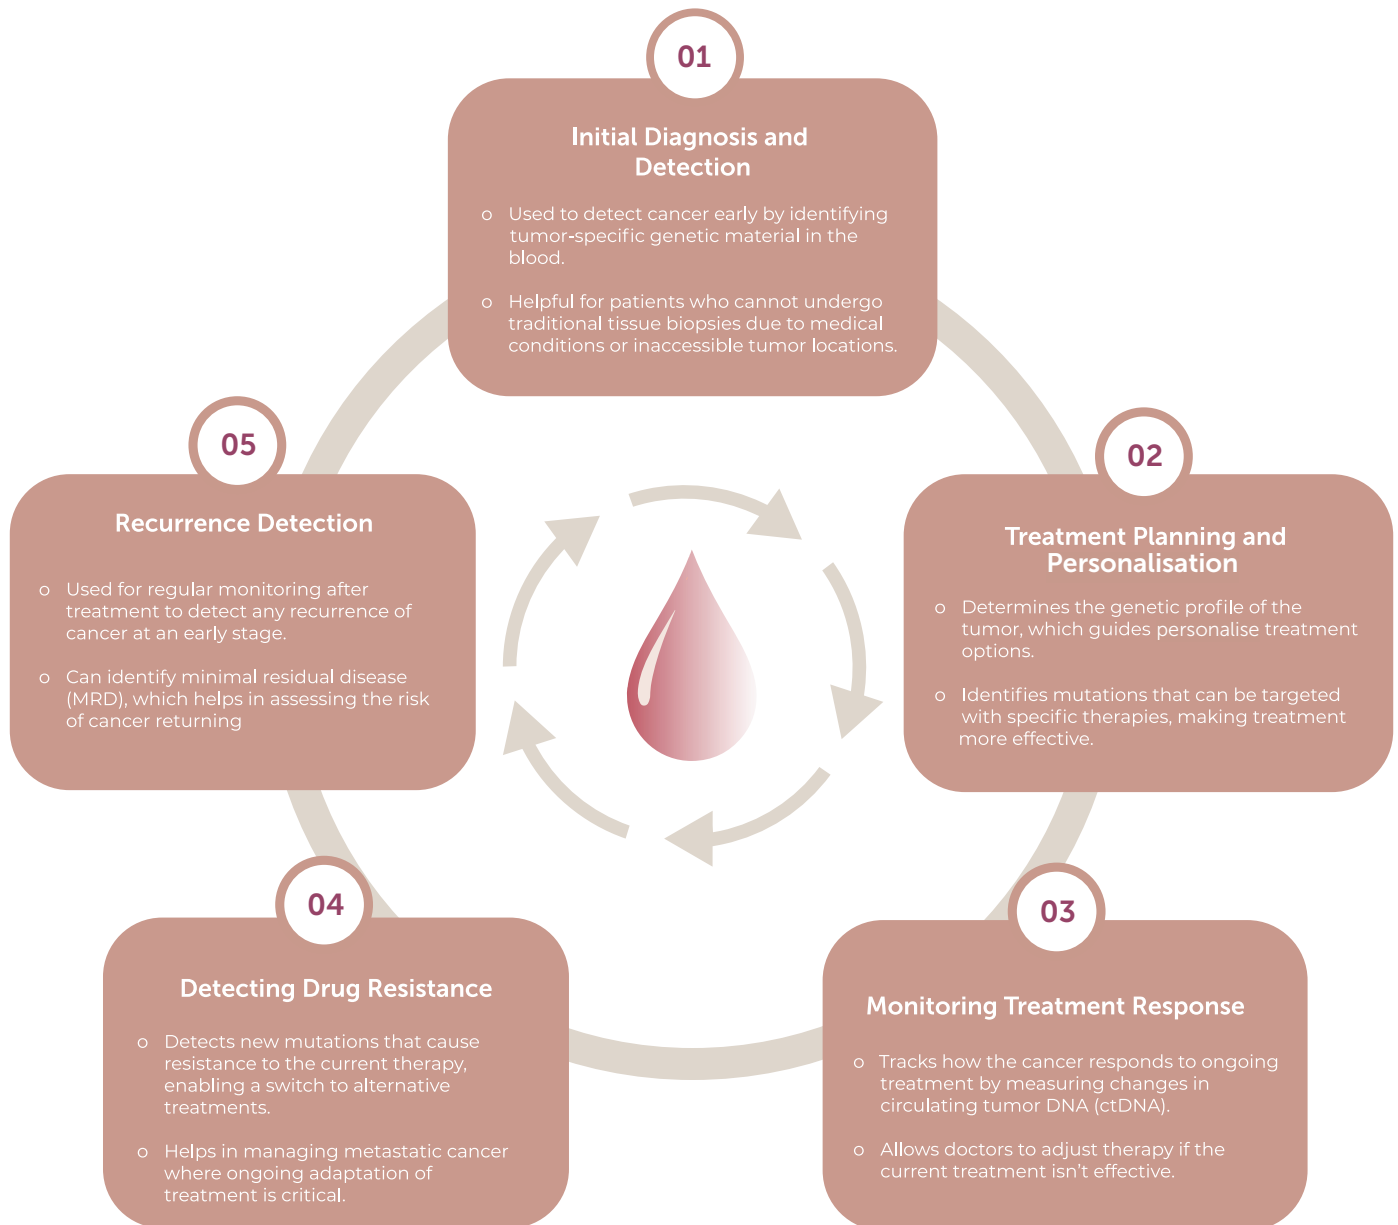 01
Initial Diagnosis and
Detection
o Used to detect cancer early by identifying
tumor-specific genetic material in the
blood.
o Helpful for patients who cannot undergo
traditional tissue biopsies due to medical
conditions or inaccessible tumor locations.
02
Treatment Planning and
Personalisation
o Determines the genetic profile of the
tumor, which guides personalise treatment
options.
o Identifies mutations that can be targeted
with specific therapies, making treatment
more effective.
03
Monitoring Treatment Response
o Tracks how the cancer responds to ongoing
treatment by measuring changes in
circulating tumor DNA (ctDNA).
o Allows doctors to adjust therapy if the
current treatment isn't effective.
04
Detecting Drug Resistance
o Detects new mutations that cause
resistance to the current therapy,
enabling a switch to alternative
treatments.
o Helps in managing metastatic cancer
where ongoing adaptation of
treatment is critical.
05
Recurrence Detection
o Used for regular monitoring after
treatment to detect any recurrence of
cancer at an early stage.
o Can identify minimal residual disease
(MRD), which helps in assessing the risk
of cancer returning